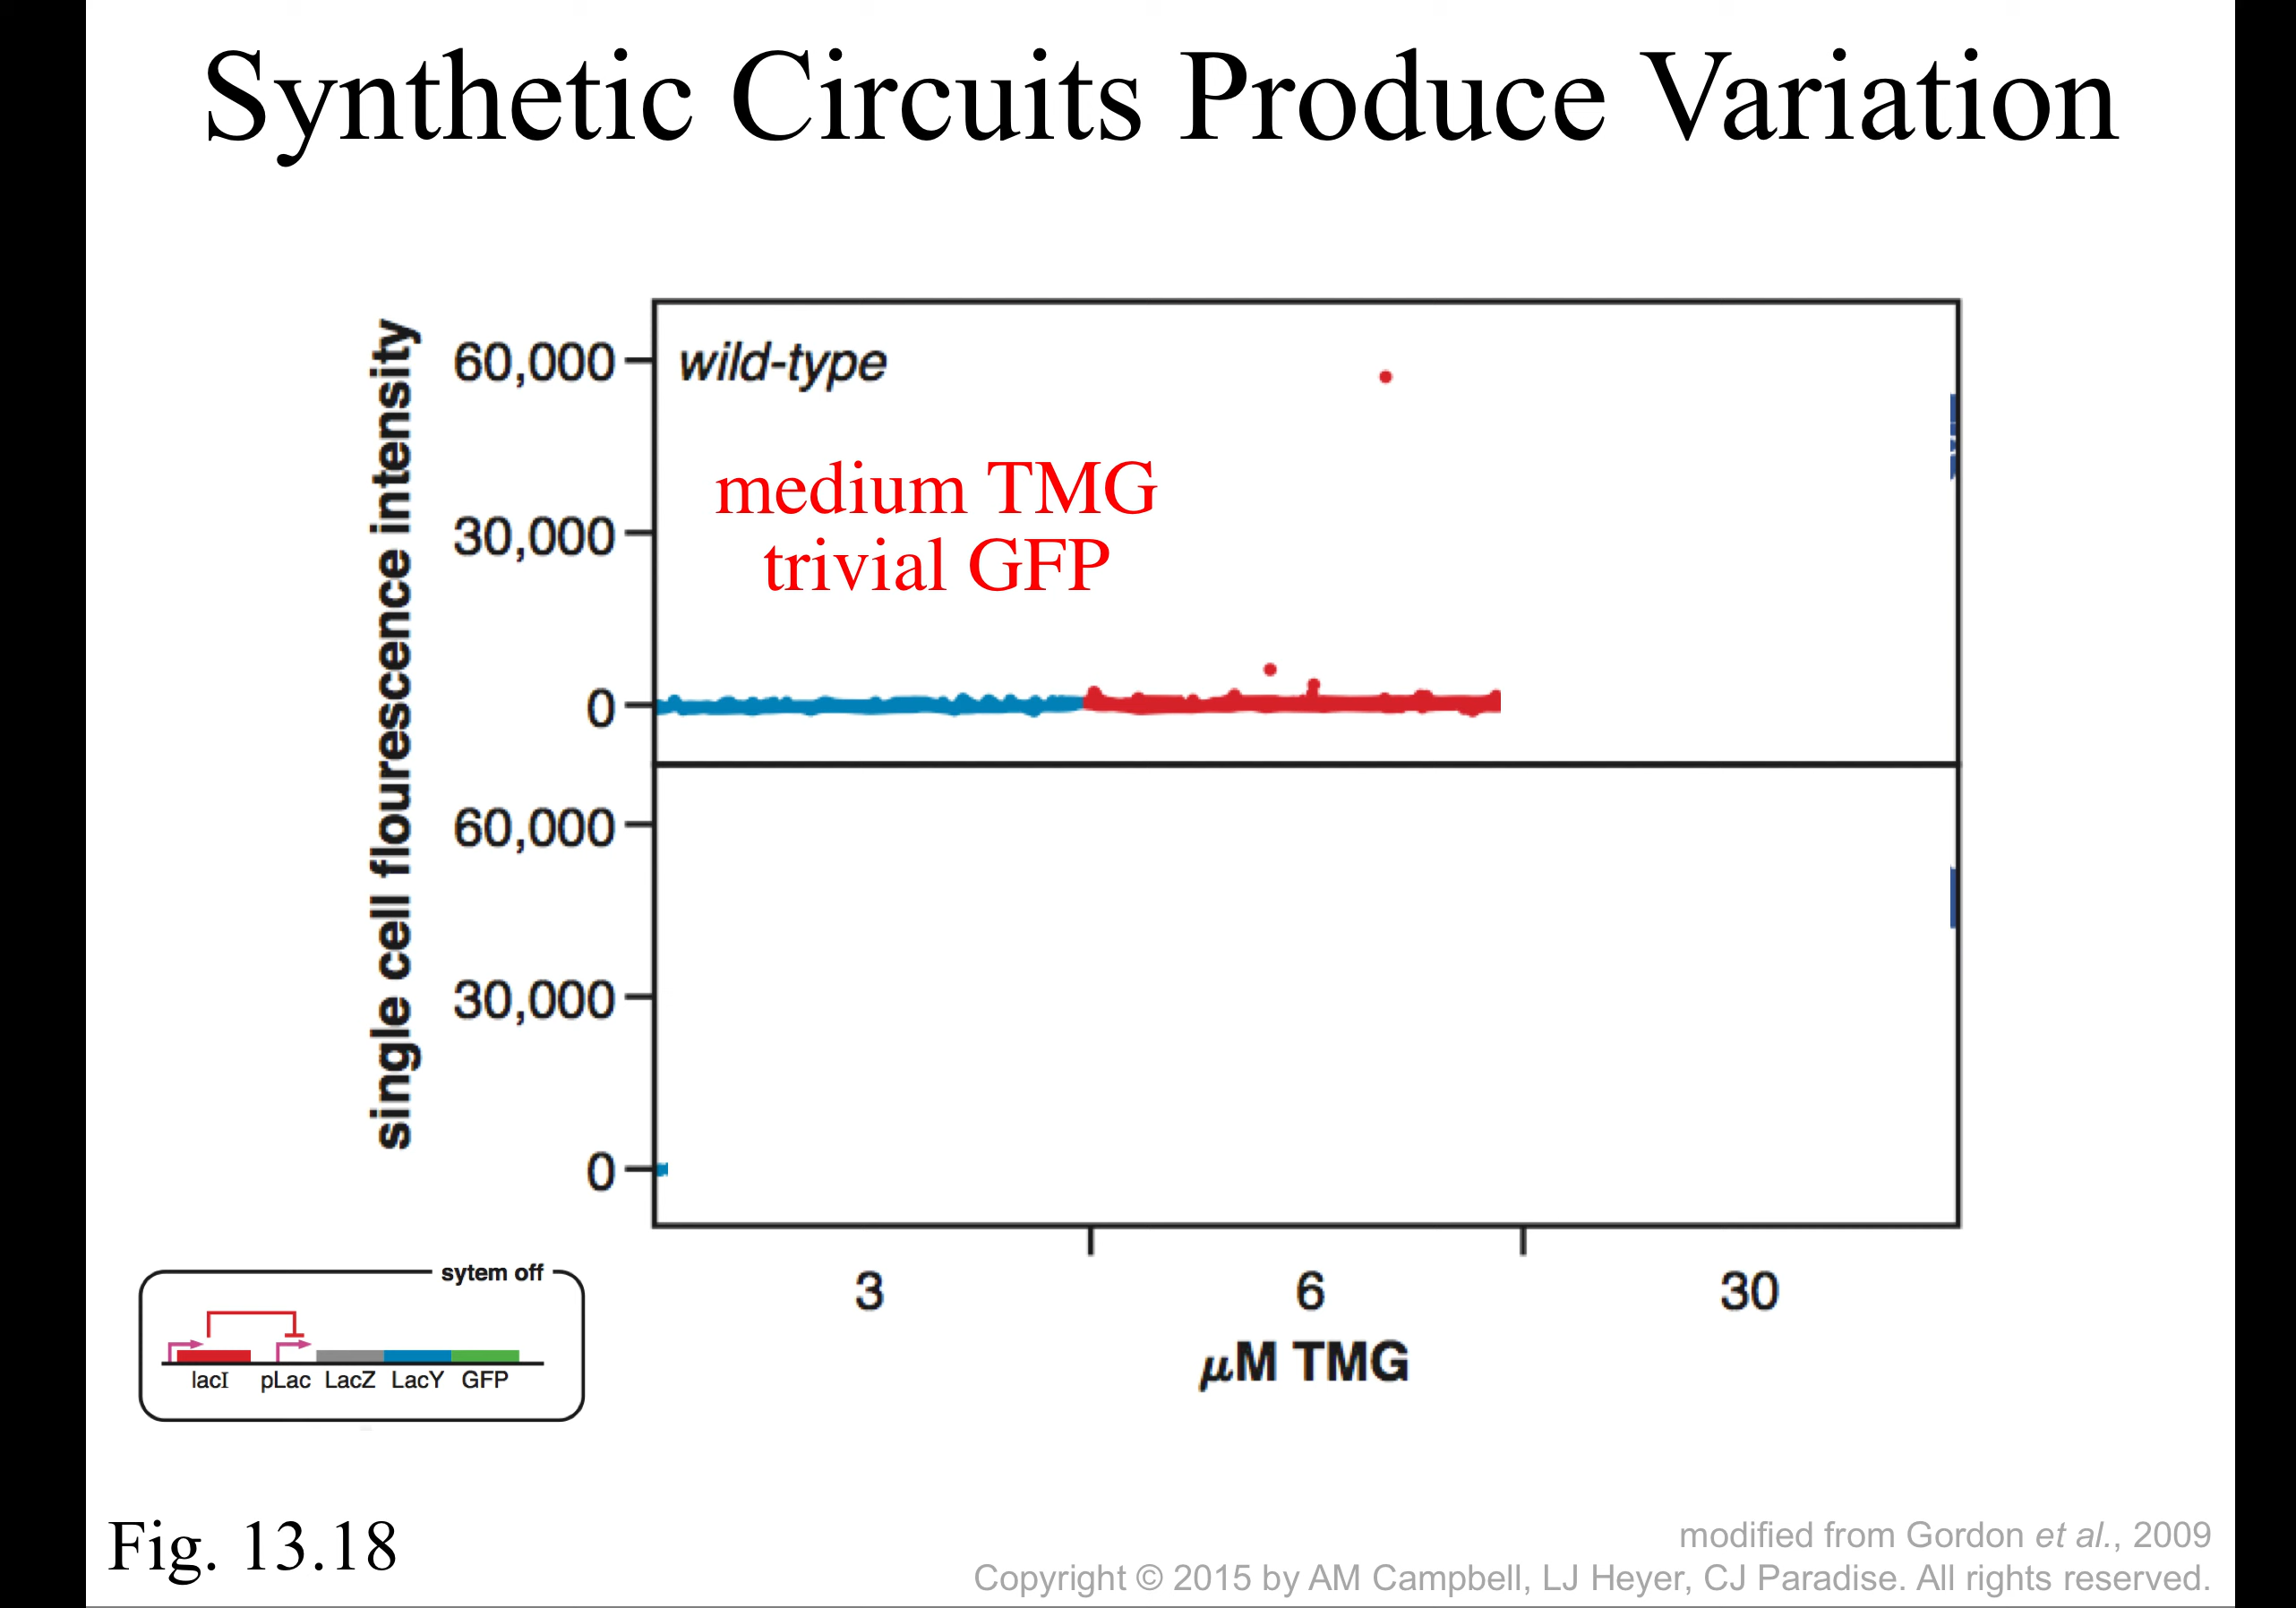 Synthetic Circuits Produce Variation
single cell flourescence intensity
60,000
wild-type
medium TMG
30,000
trivial GFP
0
60,000
30,000
0
3 6 30
μM TMG
sytem off
lacI pLac LacZ LacY GFP
Fig. 13.18
modified from Gordon et al., 2009
Copyright © 2015 by AM Campbell, LJ Heyer, CJ Paradise. All rights reserved.